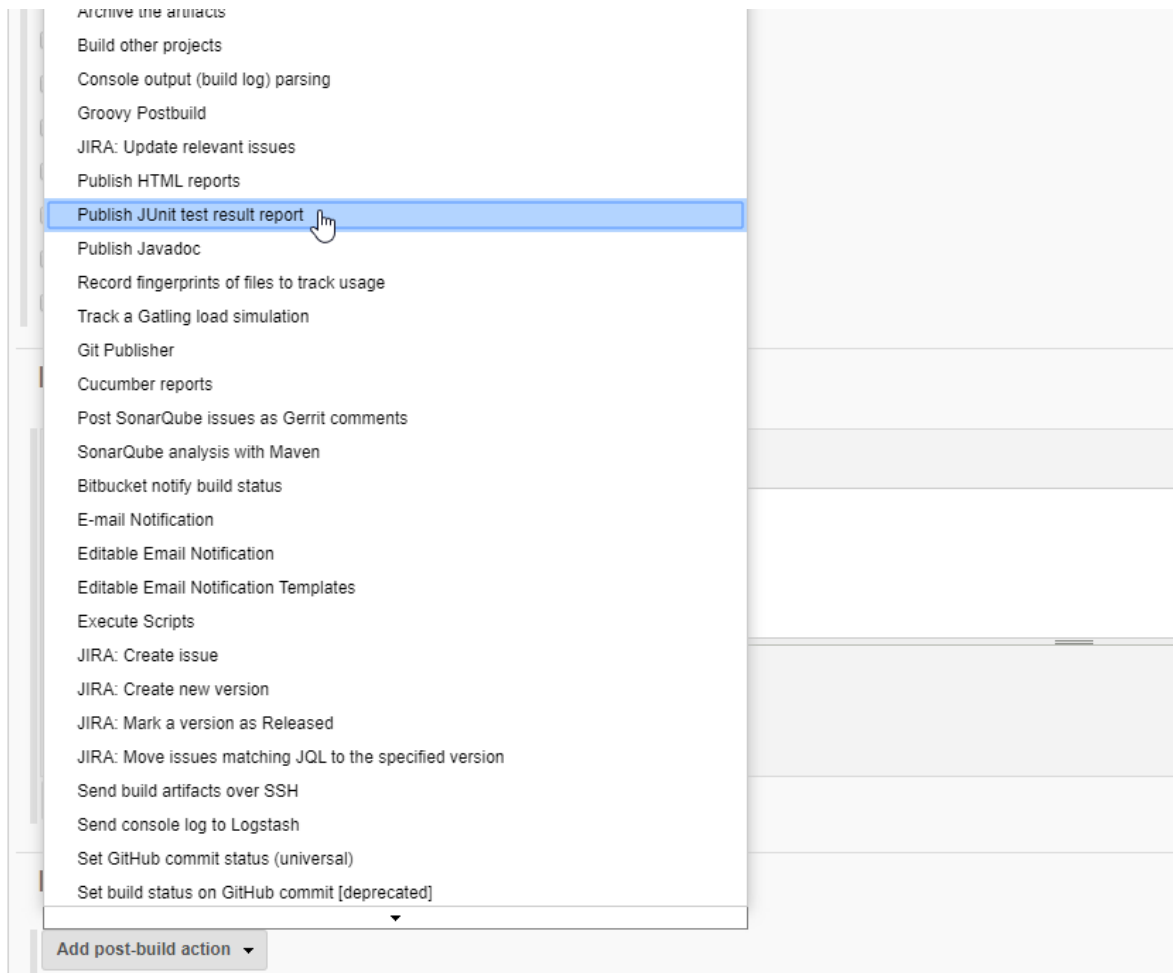 Archive the artifacts
Build other projects
Console output (build log) parsing
Groovy Postbuild
JIRA: Update relevant issues
Publish HTML reports
Publish JUnit test result report
Publish Javadoc
Record fingerprints of files to track usage
Track a Gatling load simulation
Git Publisher
Cucumber reports
Post SonarQube issues as Gerrit comments
SonarQube analysis with Maven
Bitbucket notify build status
E-mail Notification
Editable Email Notification
Editable Email Notification Templates
Execute Scripts
JIRA: Create issue
JIRA: Create new version
JIRA: Mark a version as Released
JIRA: Move issues matching JQL to the specified version
Send build artifacts over SSH
Send console log to Logstash
Set GitHub commit status (universal)
Set build status on GitHub commit [deprecated]
Add post-build action